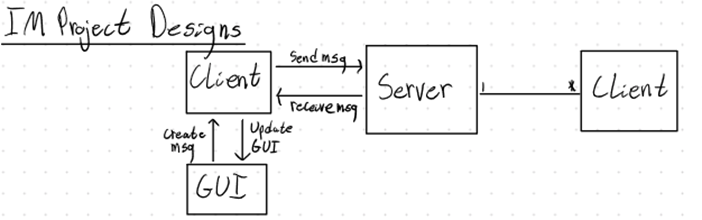 IM Project Designs
Client
Send msg
receive msg
Server
1
*
Client
Create
msg
Update
GUI
GUI